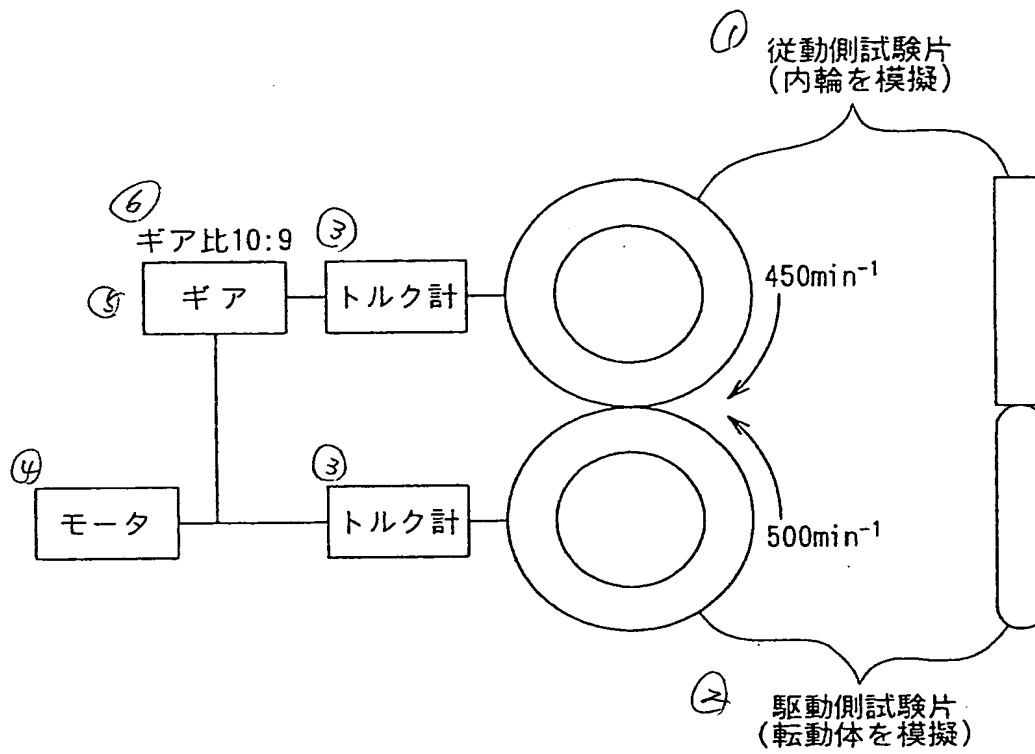 ①
従動側試験片
(内輪を模擬)
⑥
ギア比10:9
③
⑤
ギア
トルク計
450min⁻¹
④
③
モータ
トルク計
500min⁻¹
②
駆動側試験片
(転動体を模擬)